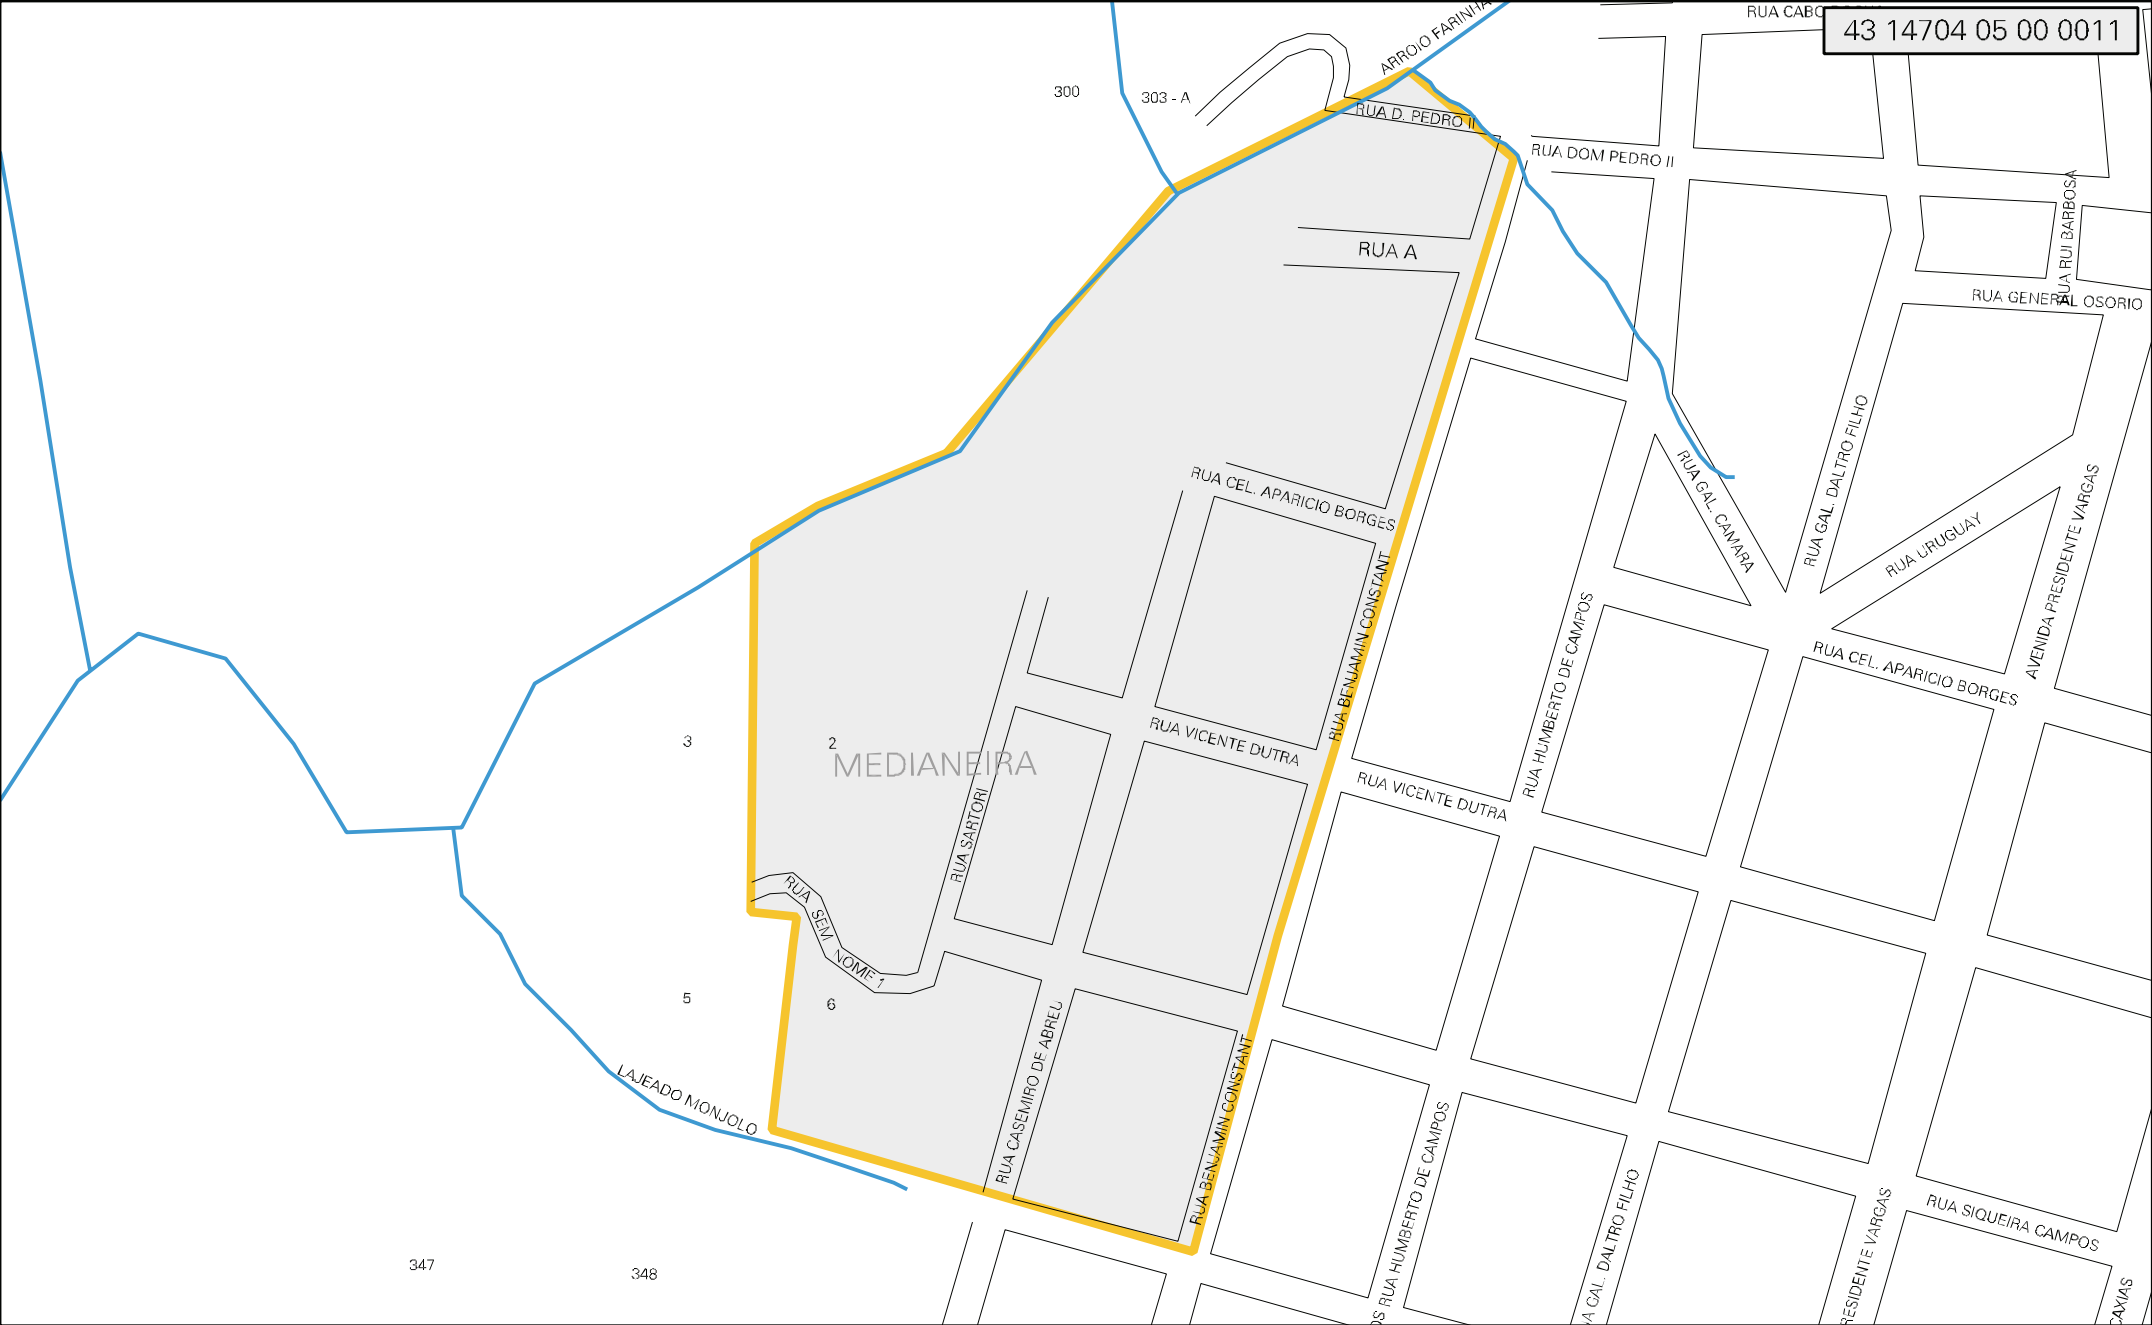 ARROIO FARINHA
RUA CABO
43 14704 05 00 0011
300
303 - A
RUA D. PEDRO II
RUA DOM PEDRO II
RUA A
RUA RUI BARBOSA
RUA GENERAL OSORIO
RUA CEL. APARICIO BORGES
RUA GAL. CAMARA
RUA GAL. DALTRO FILHO
RUA URUGUAY
AVENIDA PRESIDENTE VARGAS
RUA BENJAMIN CONSTANT
RUA HUMBERTO DE CAMPOS
RUA CEL. APARICIO BORGES
3
2
MEDIANEIRA
RUA VICENTE DUTRA
RUA VICENTE DUTRA
RUA SARTORI
RUA SEM NOME 1
5
6
LAJEADO MONJOLO
RUA CASEMIRO DE ABREU
RUA BENJAMIN CONSTANT
RUA HUMBERTO DE CAMPOS
OS
UA GAL. DALTRO FILHO
RESIDENTE VARGAS
RUA SIQUEIRA CAMPOS
CAXIAS
347
348